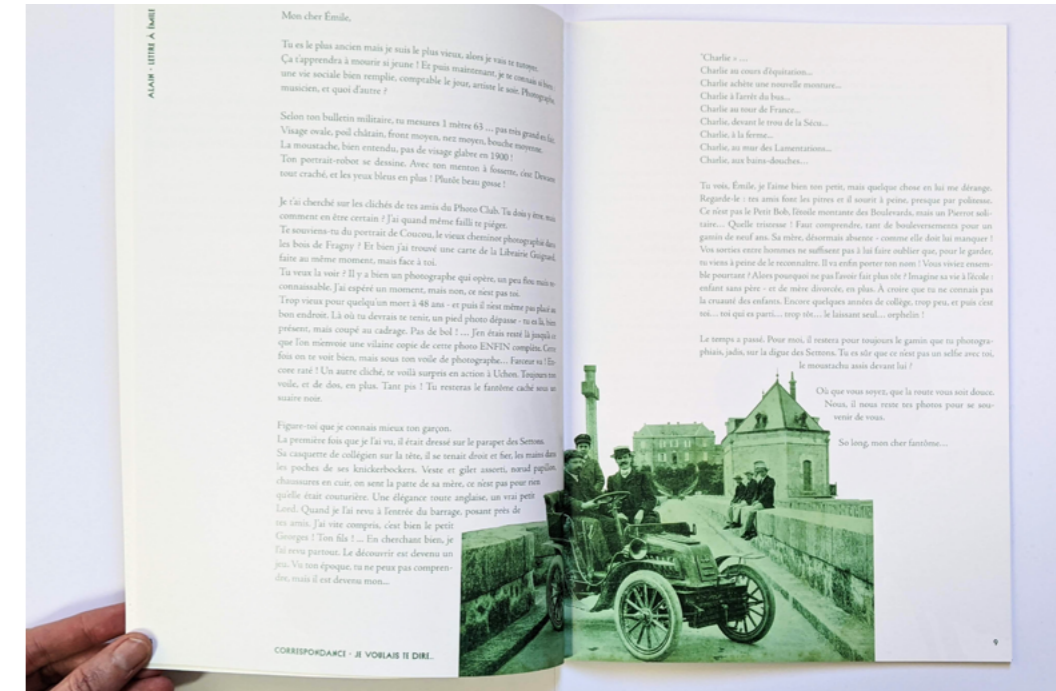 ALAIN - LETTRE À ÉMILE
Mon cher Émile,
Tu es le plus ancien mais je suis le plus vieux, alors je vais te tutoyer.
Ça t'apprendra à mourir si jeune ! Et puis maintenant, je te connais si bien :
une vie sociale bien remplie, comptable le jour, artiste le soir. Photographe,
musicien, et quoi d'autre ?
Selon ton bulletin militaire, tu mesures 1 mètre 63 ... pas très grand en fait.
Visage ovale, poil châtain, front moyen, nez moyen, bouche moyenne.
La moustache, bien entendu, pas de visage glabre en 1900 !
Ton portrait-robot se dessine. Avec ton menton à fossette, c'est
tout craché, et les yeux bleus en plus ! Plutôt beau gosse !
Je t'ai cherché sur les clichés de tes amis du Photo Club. Tu dois y être, mais
comment en être certain ? J'ai quand même failli te piéger.
Te souviens-tu du portrait de Coucou, le vieux cheminot photographié dans
les bois de Fragny ? Et bien j'ai trouvé une carte de la Librairie Guignard,
faite au même moment, mais face à toi.
Tu veux la voir ? Il y a bien un photographe qui opère, un peu flou mais re-
connaissable. J'ai espéré un moment, mais non, ce n'est pas toi.
Trop vieux pour quelqu'un mort à 48 ans - et puis il n'est même pas placé au
bon endroit. Là où tu devrais te tenir, un pied photo dépasse - tu es là, bien
présent, mais coupé au cadrage. Pas de bol ! ... J'en étais resté là jusqu'à ce
que l'on m'envoie une vilaine copie de cette photo ENFIN complète. Cette
fois on te voit bien, mais sous ton voile de photographe... Farceur va ! En-
core raté ! Un autre cliché, te voilà surpris en action à Uchon. Toujours ton
voile, et de dos, en plus. Tant pis ! Tu resteras le fantôme caché sous son
suaire noir.
Figure-toi que je connais mieux ton garçon.
La première fois que je l'ai vu, il était dressé sur le parapet des Settons.
Sa casquette de collégien sur la tête, il se tenait droit et fier, les mains dans
les poches de ses knickerbockers. Veste et gilet assorti, nœud papillon,
chaussures en cuir, on sent la patte de sa mère, ce n'est pas pour rien
qu'elle était couturière. Une élégance toute anglaise, un vrai petit
Lord. Quand je l'ai revu à l'entrée du barrage, posant près de
tes amis. J'ai vite compris, c'est bien le petit
Georges ! Ton fils ! ... En cherchant bien, je
l'ai revu partout. Le découvrir est devenu un
jeu. Vu ton époque, tu ne peux pas compren-
dre, mais il est devenu mon...
CORRESPONDANCE - JE VOULAIS TE DIRE...
"Charlie » ...
Charlie au cours d'équitation...
Charlie achète une nouvelle monture...
Charlie à l'arrêt du bus...
Charlie au tour de France...
Charlie, devant le trou de la Sécu...
Charlie, à la ferme...
Charlie, au mur des Lamentations...
Charlie, aux bains-douches...
Tu vois, Émile, je l'aime bien ton petit, mais quelque chose en lui me dérange.
Regarde-le : tes amis font les pitres et il sourit à peine, presque par politesse.
Ce n'est pas le Petit Bob, l'étoile montante des Boulevards, mais un Pierrot soli-
taire... Quelle tristesse ! Faut comprendre, tant de bouleversements pour un
gamin de neuf ans. Sa mère, désormais absente - comme elle doit lui manquer !
Vos sorties entre hommes ne suffisent pas à lui faire oublier que, pour le garder,
tu viens à peine de le reconnaître. Il va enfin porter ton nom ! Vous viviez ensem-
ble pourtant ? Alors pourquoi ne pas l'avoir fait plus tôt ? Imagine sa vie à l'école :
enfant sans père - et de mère divorcée, en plus. À croire que tu ne connais pas
la cruauté des enfants. Encore quelques années de collège, trop peu, et puis c'est
toi... toi qui es parti... trop tôt... le laissant seul... orphelin !
Le temps a passé. Pour moi, il restera pour toujours le gamin que tu photogra-
phiais, jadis, sur la digue des Settons. Tu es sûr que ce n'est pas un selfie avec toi,
le moustachu assis devant lui ?
Où que vous soyez, que la route vous soit douce.
Nous, il nous reste tes photos pour se sou-
venir de vous.
So long, mon cher fantôme...
9